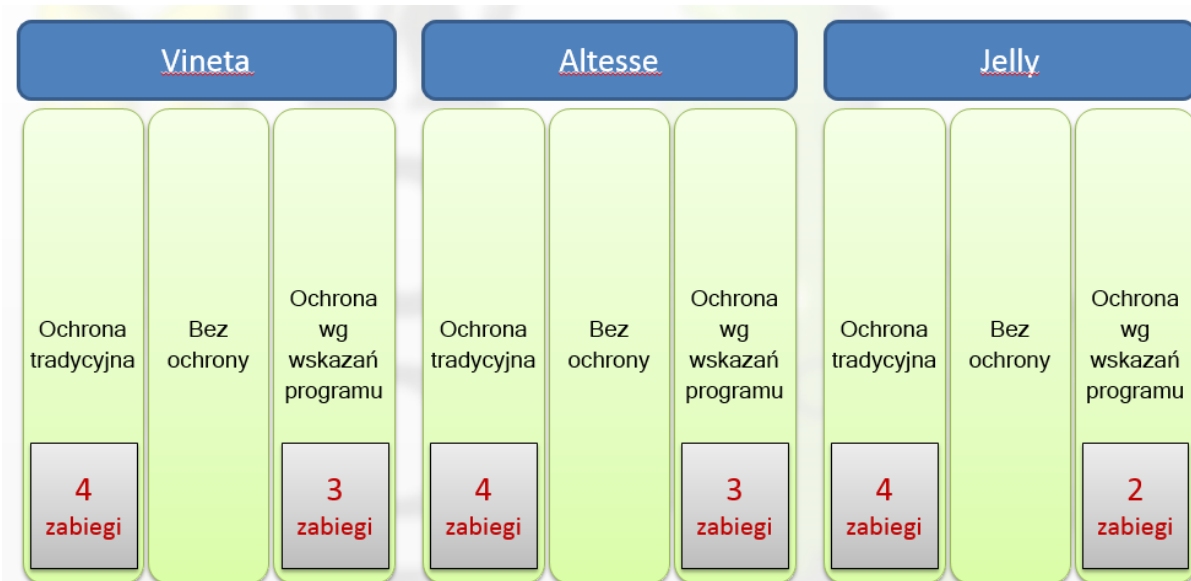 Vineta
Altesse
Jelly
Ochrona
tradycyjna
4
zabiegi
Bez
ochrony
Ochrona
wg
wskazań
programu
3
zabiegi
Ochrona
tradycyjna
4
zabiegi
Bez
ochrony
Ochrona
wg
wskazań
programu
3
zabiegi
Ochrona
tradycyjna
4
zabiegi
Bez
ochrony
Ochrona
wg
wskazań
programu
2
zabiegi